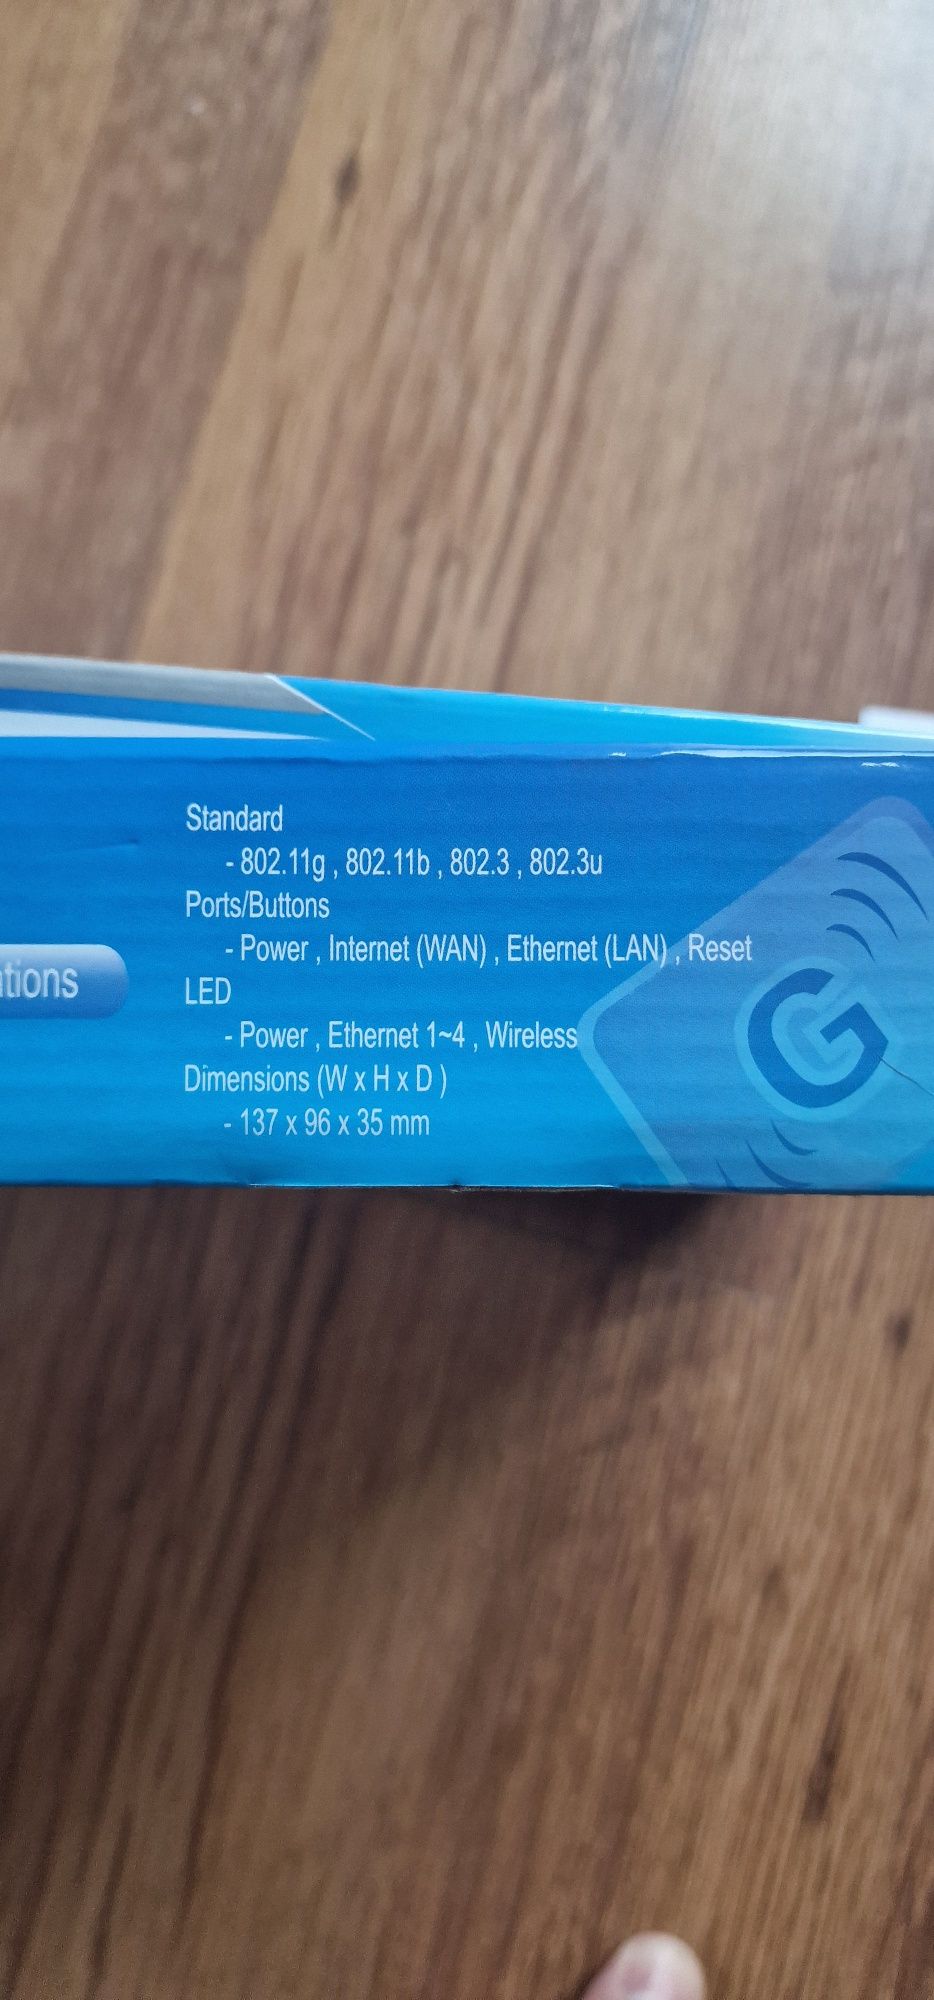 Standard
- 802.11g , 802.11b , 802.3 , 802.3u
Ports/Buttons
- Power , Internet (WAN) , Ethernet (LAN) , Reset
LED
- Power , Ethernet 1~4 , Wireless
Dimensions (W x H x D )
- 137 x 96 x 35 mm
G